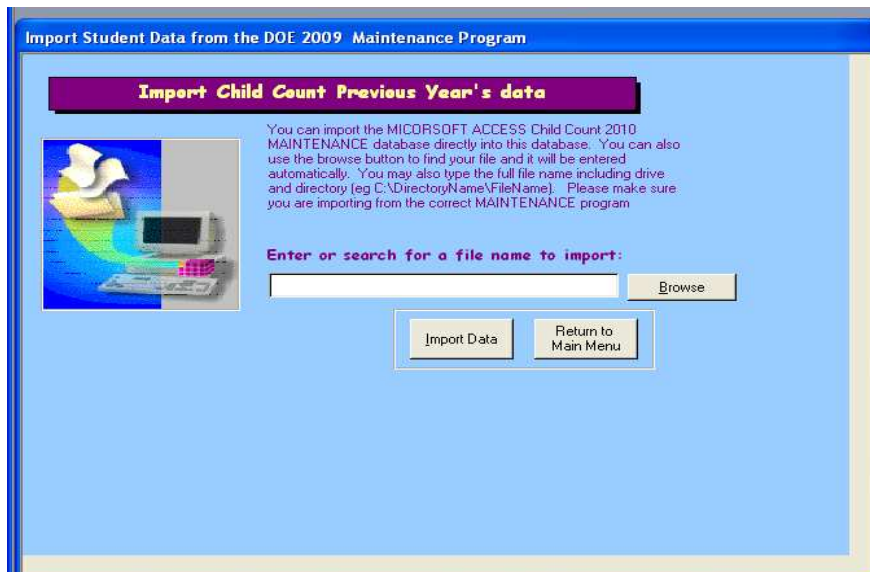 Import Student Data from the DOE 2009 Maintenance Program
Import Child Count Previous Year's data
You can import the MICORSOFT ACCESS Child Count 2010
MAINTENANCE database directly into this database. You can also
use the browse button to find your file and it will be entered
automatically. You may also type the full file name including drive
and directory (eg C:\DirectoryName\FileName). Please make sure
you are importing from the correct MAINTENANCE program
Enter or search for a file name to import:
Browse
Import Data
Return to
Main Menu